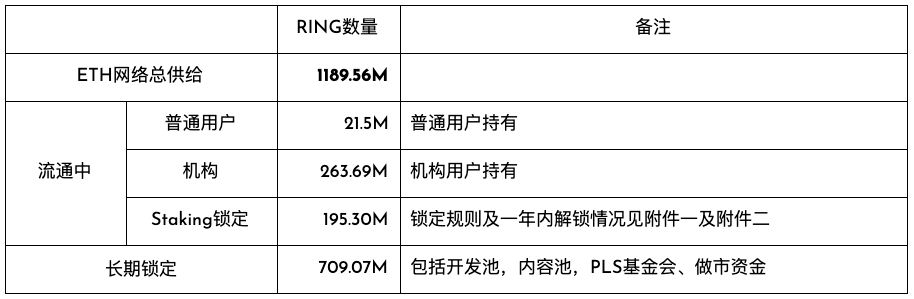 RING数量 备注
ETH网络总供给 1189.56M
流通中 普通用户 21.5M 普通用户持有
机构 263.69M 机构用户持有
Staking锁定 195.30M 锁定规则及一年内解锁情况见附件一及附件二
长期锁定 709.07M 包括开发池，内容池，PLS基金会、做市资金